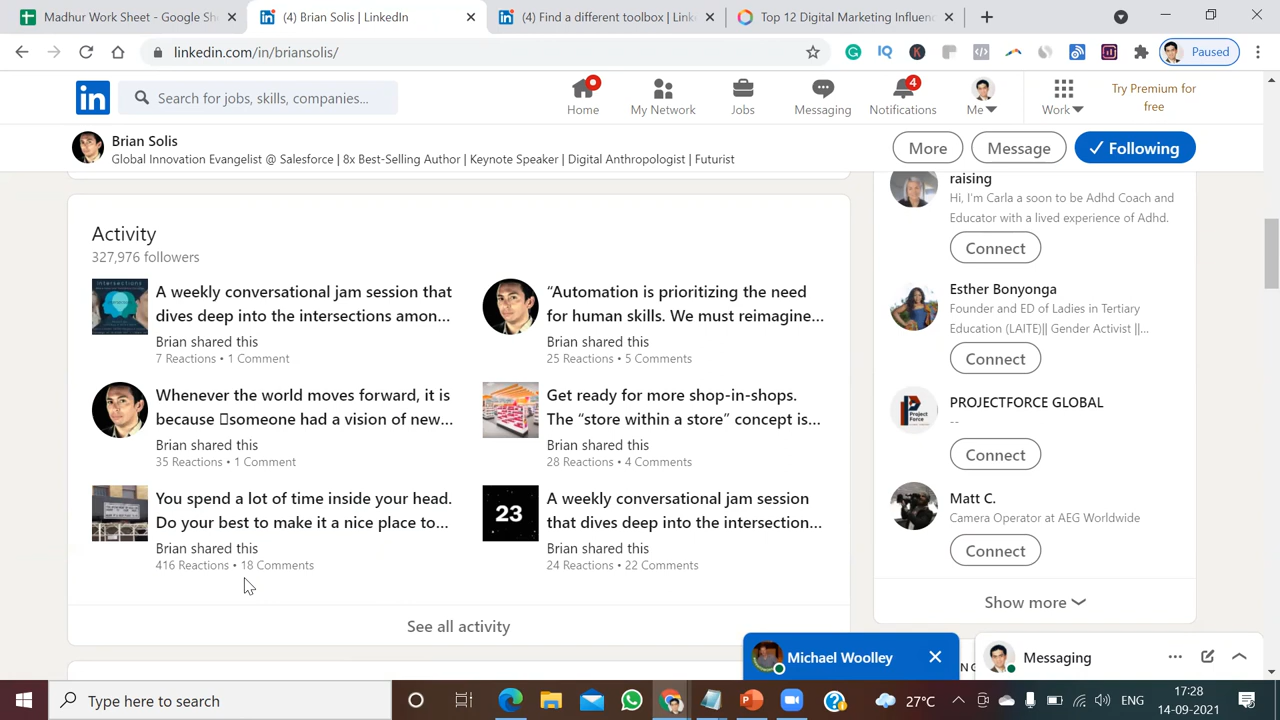 Madhur Work Sheet - Google Sh
(4) Brian Solis | LinkedIn
(4) Find a different toolbox | Link
Top 12 Digital Marketing Influenc
linkedin.com/in/briansolis/
IQ
K
Paused
in
Search for jobs, skills, companies...
Home
My Network
Jobs
Messaging
4
Notifications
Me
Work
Try Premium for
free
Brian Solis
Global Innovation Evangelist @ Salesforce | 8x Best-Selling Author | Keynote Speaker | Digital Anthropologist | Futurist
More
Message
✓ Following
Activity
327,976 followers
A weekly conversational jam session that
dives deep into the intersections amon...
Brian shared this
7 Reactions • 1 Comment
“Automation is prioritizing the need
for human skills. We must reimagine...
Brian shared this
25 Reactions • 5 Comments
Whenever the world moves forward, it is
because someone had a vision of new...
Brian shared this
35 Reactions • 1 Comment
Get ready for more shop-in-shops.
The “store within a store” concept is...
Brian shared this
28 Reactions • 4 Comments
You spend a lot of time inside your head.
Do your best to make it a nice place to...
Brian shared this
416 Reactions • 18 Comments
23
A weekly conversational jam session
that dives deep into the intersection...
Brian shared this
24 Reactions • 22 Comments
See all activity
raising
Hi, I'm Carla a soon to be Adhd Coach and
Educator with a lived experience of Adhd.
Connect
Esther Bonyonga
Founder and ED of Ladies in Tertiary
Education (LAITE)|| Gender Activist ||...
Connect
Project
Force
PROJECTFORCE GLOBAL
--
Connect
Matt C.
Camera Operator at AEG Worldwide
Connect
Show more
Michael Woolley
Messaging
Type here to search
27°C
ENG
17:28
14-09-2021